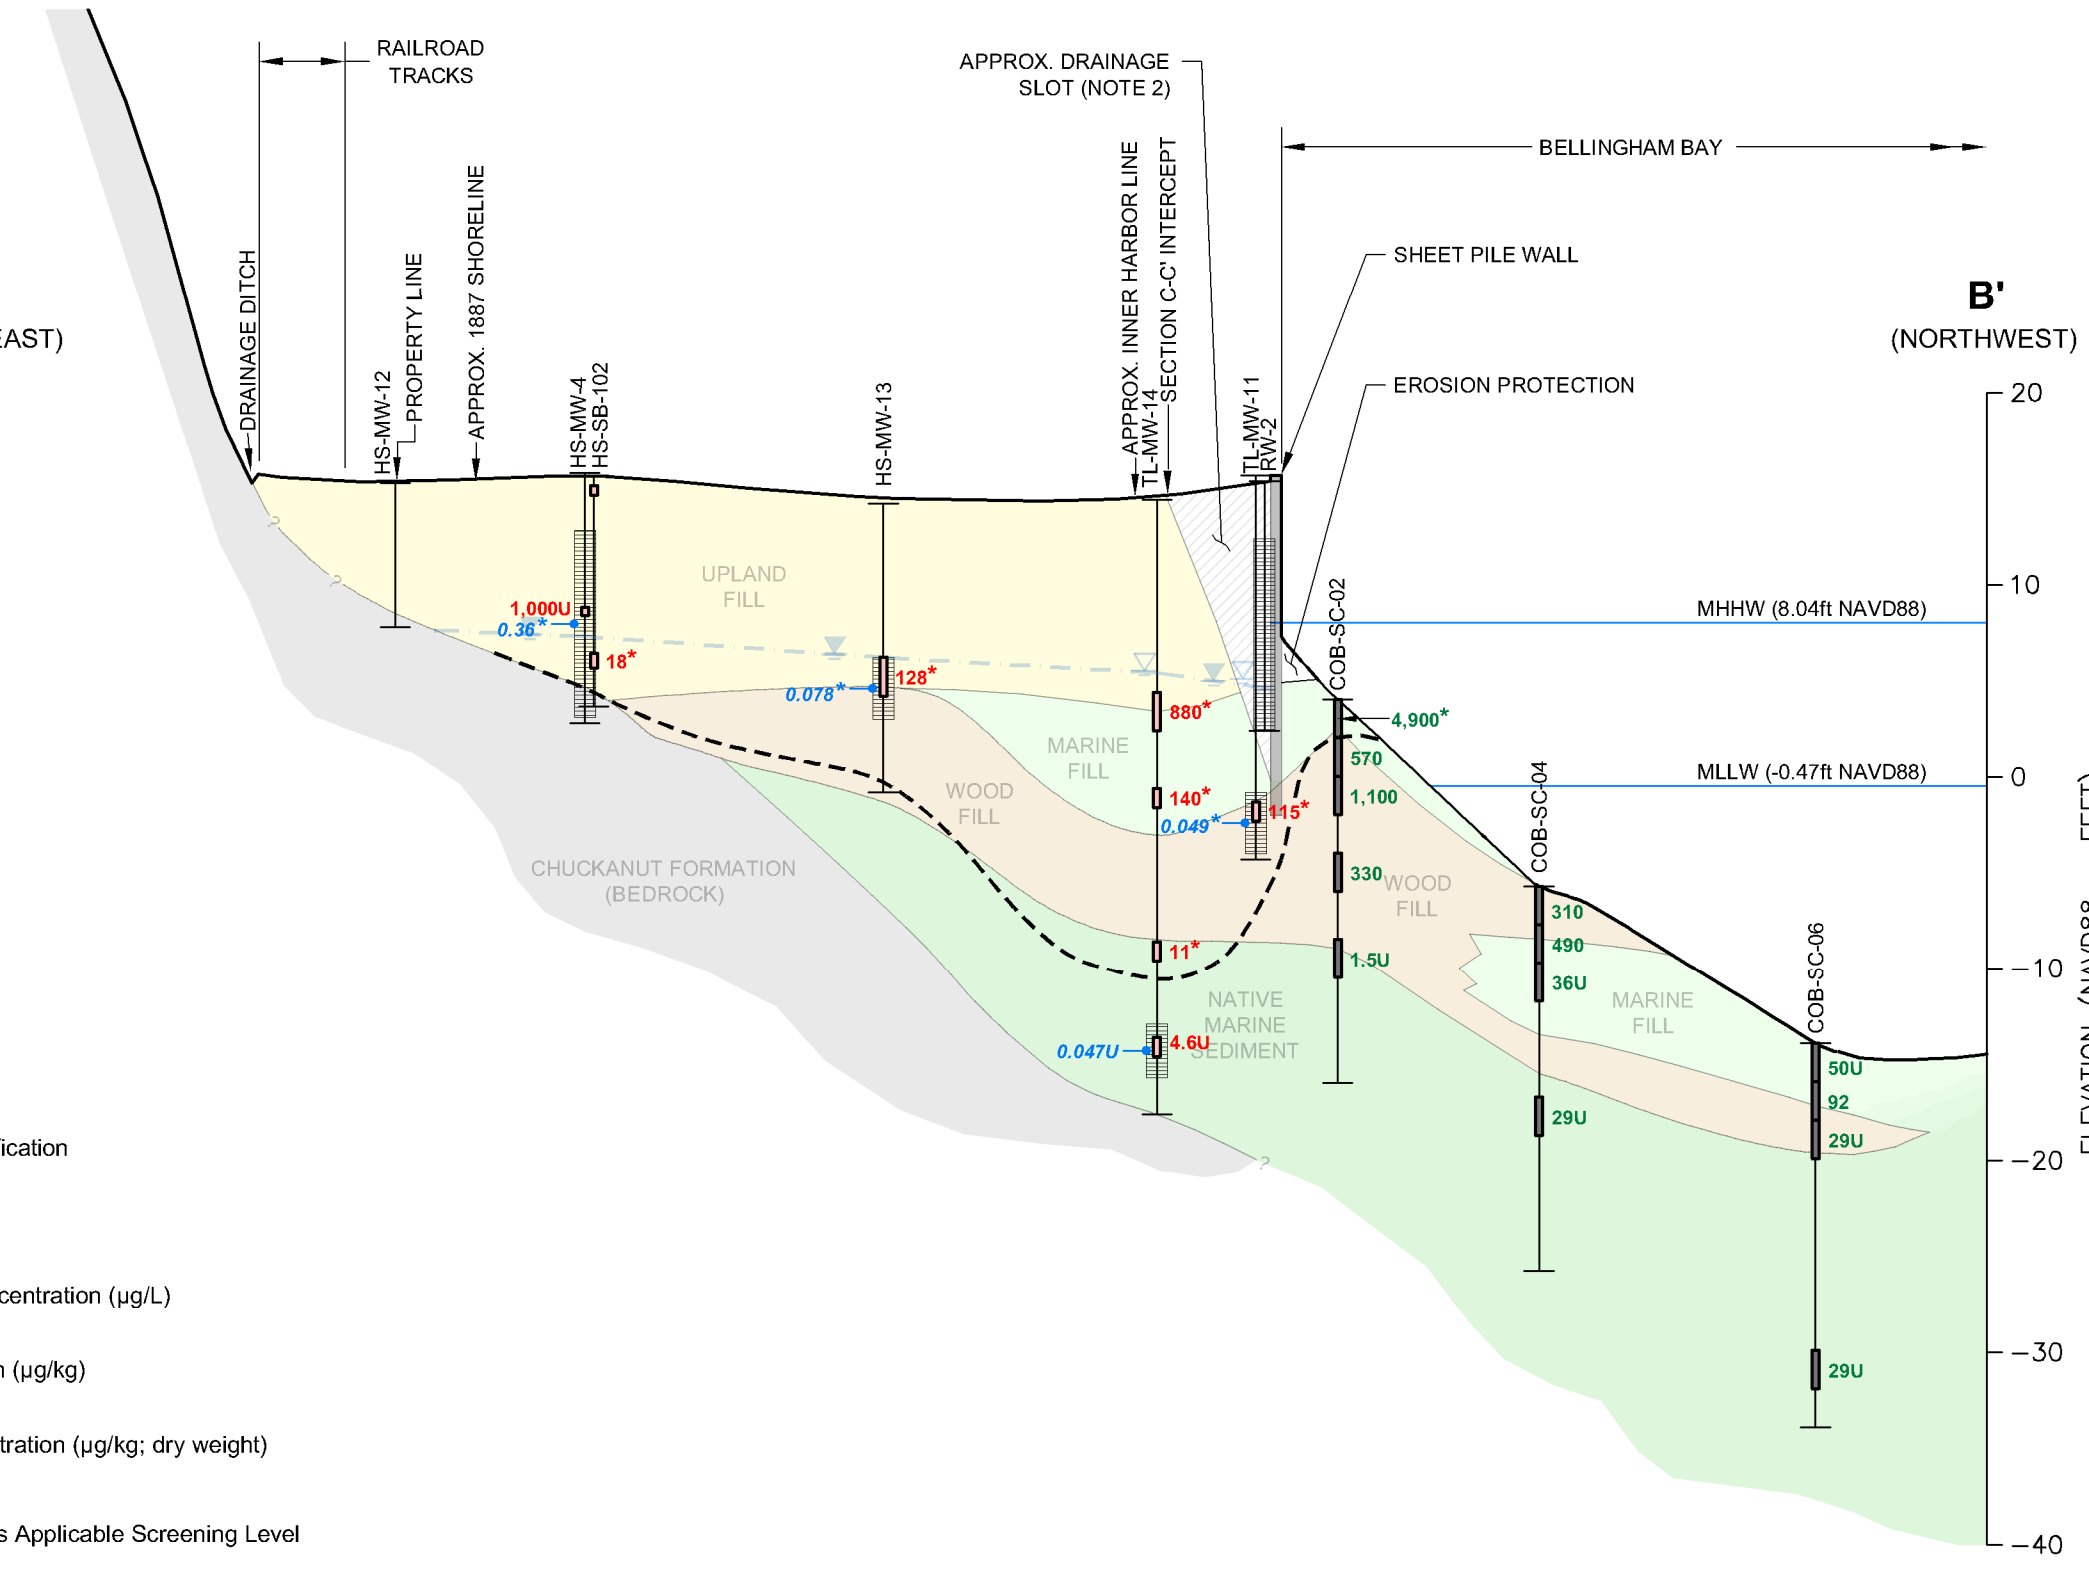 RAILROAD
TRACKS
APPROX. DRAINAGE
SLOT (NOTE 2)
BELLINGHAM BAY
SHEET PILE WALL
EROSION PROTECTION
B'
(NORTHWEST)
EAST)
DRAINAGE DITCH
HS-MW-12
PROPERTY LINE
APPROX. 1887 SHORELINE
HS-MW-4
HS-SB-102
HS-MW-13
APPROX. INNER HARBOR LINE
TL-MW-14
SECTION C-C' INTERCEPT
TL-MW-11
RW-2
COB-SC-02
COB-SC-04
COB-SC-06
20
10
0
−10
−20
−30
−40
MHHW (8.04ft NAVD88)
MLLW (-0.47ft NAVD88)
?
?
?
UPLAND
FILL
1,000U
0.36*
18*
128*
0.078*
880*
140*
0.049*
115*
11*
0.047U
4.6U
4,900*
570
1,100
330
1.5U
310
490
36U
29U
50U
92
29U
29U
MARINE
FILL
WOOD
FILL
CHUCKANUT FORMATION
(BEDROCK)
WOOD
FILL
NATIVE
MARINE
SEDIMENT
MARINE
FILL
ication
centration (µg/L)
n (µg/kg)
tration (µg/kg; dry weight)
s Applicable Screening Level